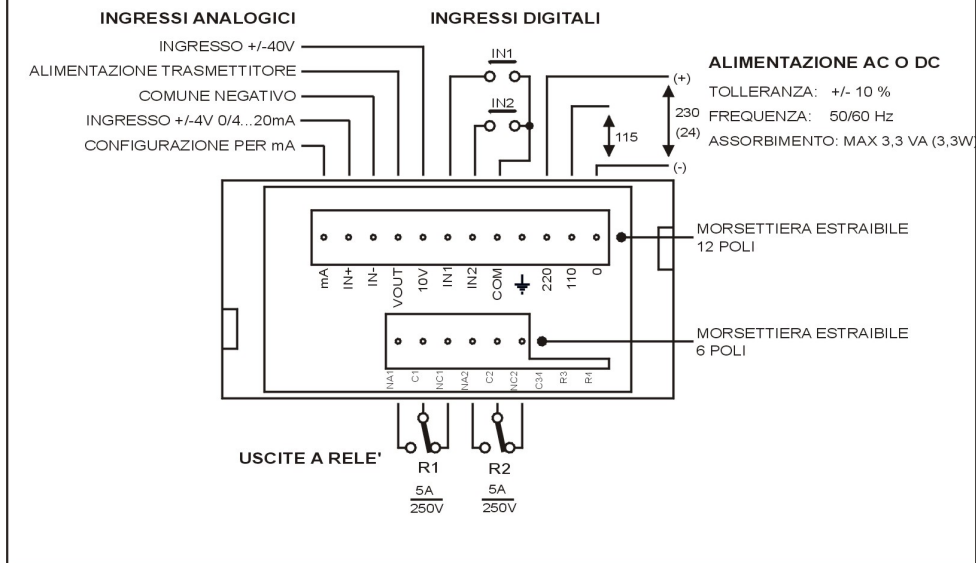 INGRESSI ANALOGICI
INGRESSI DIGITALI
INGRESSO +/-40V
ALIMENTAZIONE TRASMETTITORE
COMUNE NEGATIVO
INGRESSO +/-4V 0/4...20mA
CONFIGURAZIONE PER mA
IN1
IN2
115
(+)
230
(24)
(-)
ALIMENTAZIONE AC O DC
TOLLERANZA: +/- 10 %
FREQUENZA: 50/60 Hz
ASSORBIMENTO: MAX 3,3 VA (3,3W)
mA
IN+
IN-
VOUT
10V
IN1
IN2
COM
220
110
0
MORSETTIERA ESTRAIBILE
12 POLI
MORSETTIERA ESTRAIBILE
6 POLI
NA1
C1
NC1
NA2
C2
NC2
C34
R3
R4
USCITE A RELE'
R1
5A
250V
R2
5A
250V